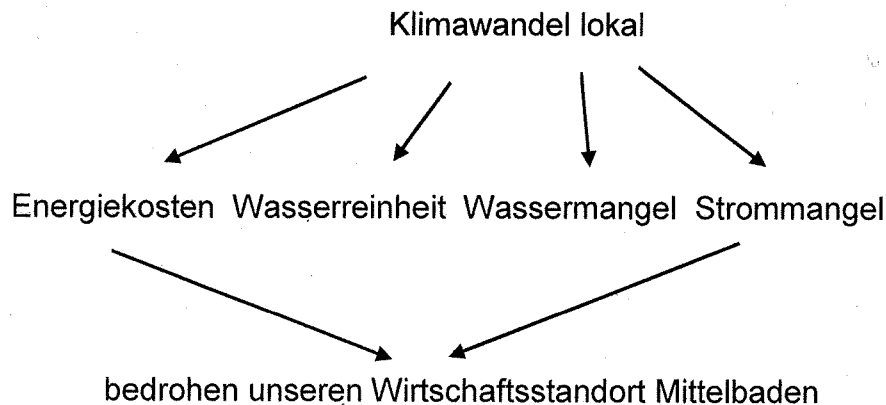 Klimawandel lokal
Energiekosten Wasserreinheit Wassermangel Strommangel
bedrohen unseren Wirtschaftsstandort Mittelbaden